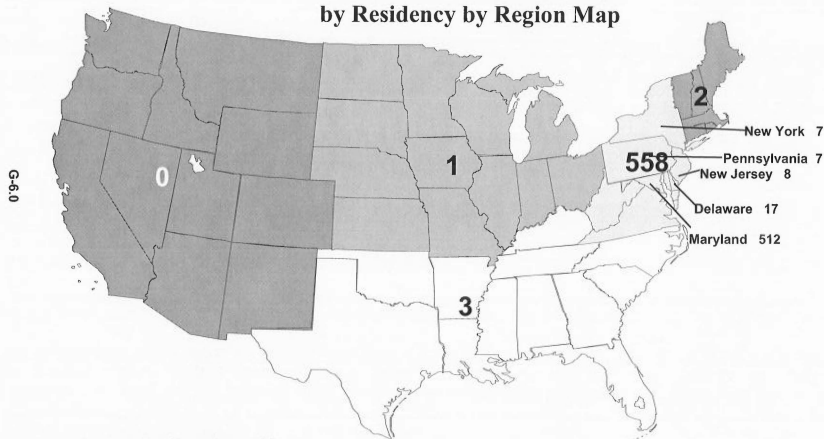 by Residency by Region Map
2
New York 7
558
Pennsylvania 7
New Jersey 8
1
0
G-6.0
Delaware 17
Maryland 512
3